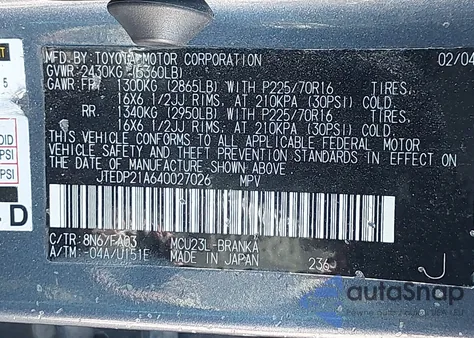 MFD.BY: TOYOTA MOTOR CORPORATION 02/04
GVWR: 2430KG (5360LB)
GAWR: FR. 1300KG (2865LB) WITH P225/70R16 TIRES,
16X6 1/2JJ RIMS, AT 210KPA (30PSI) COLD.
RR. 1340KG (2950LB) WITH P225/70R16 TIRES,
16X6 1/2JJ RIMS, AT 210KPA (30PSI) COLD.
THIS VEHICLE CONFORMS TO ALL APPLICABLE FEDERAL MOTOR
VEHICLE SAFETY AND THEFT PREVENTION STANDARDS IN EFFECT
ON THE DATE OF MANUFACTURE SHOWN ABOVE.
JTEDP21A640027026 MPV
C/TR: 8N6/FA03 MCU23L-BRANKA
A/TM: -04A/U151E MADE IN JAPAN 236
J
5
OID
PSI
PSI
D
autoSnap